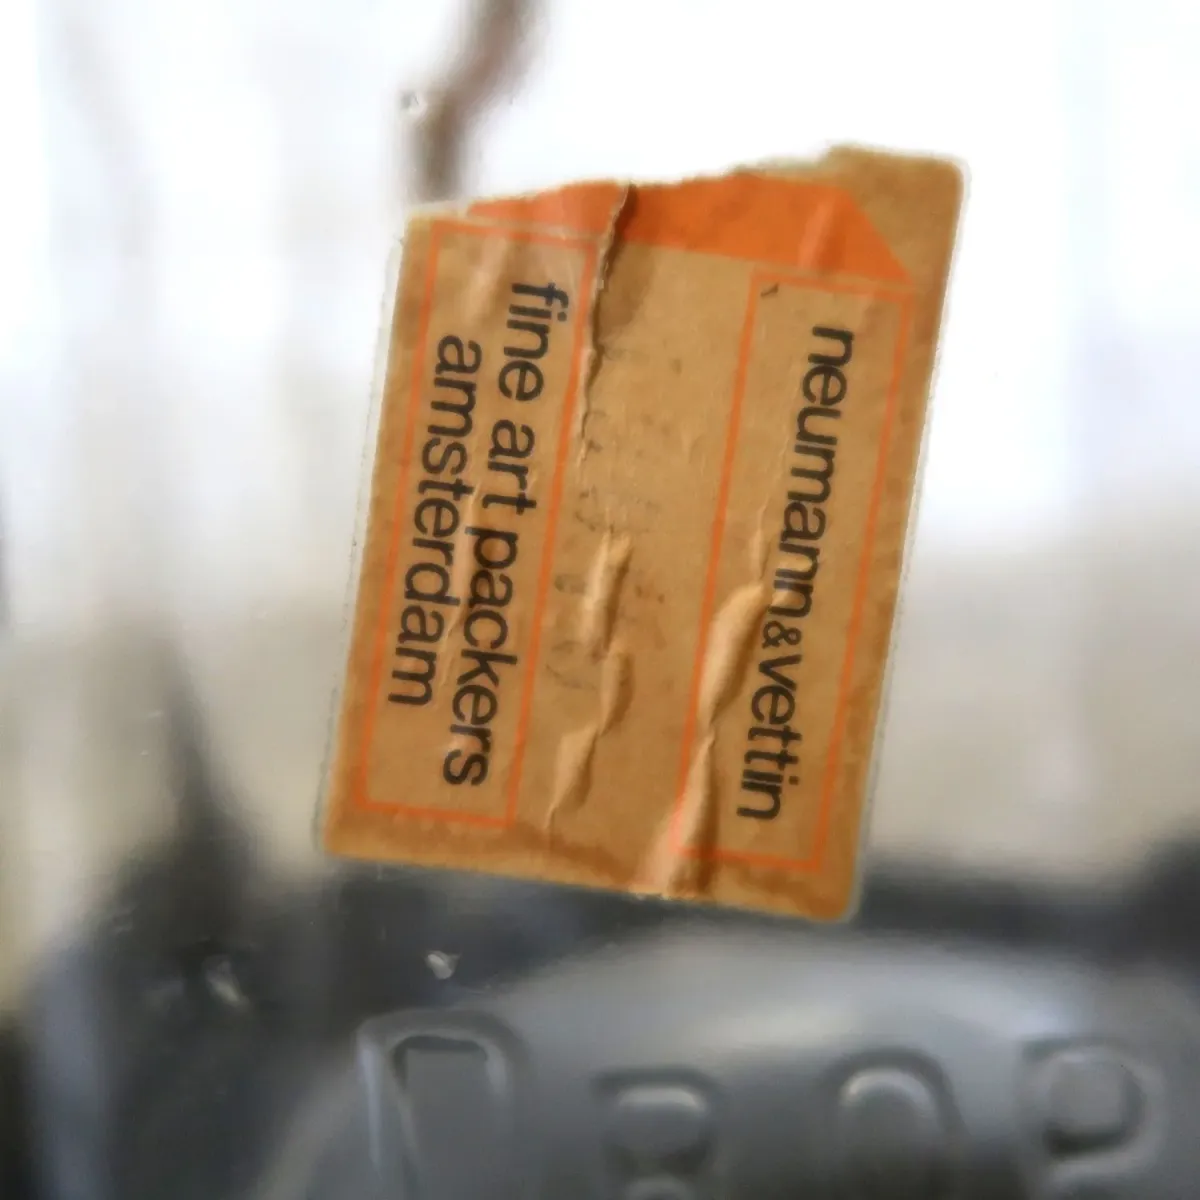 neumann&vettin
fine art packers
amsterdam